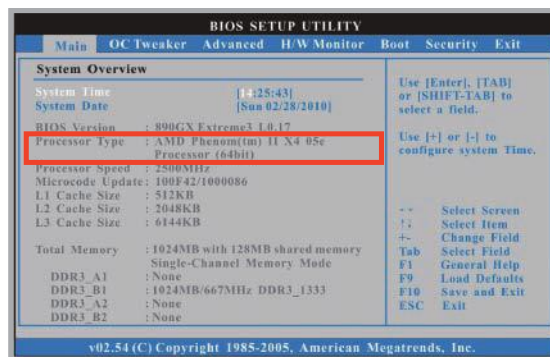 BIOS SETUP UTILITY
Main OC Tweaker Advanced H/W Monitor Boot Security Exit
System Overview
System Time [14:25:43]
System Date [Sun 02/28/2010]
BIOS Version : 890GX Extreme3 L0.17
Processor Type : AMD Phenom(tm) II X4 05e
Processor (64bit)
Processor Speed : 2500MHz
Microcode Update : 100F42/1000086
L1 Cache Size : 512KB
L2 Cache Size : 2048KB
L3 Cache Size : 6144KB
Total Memory : 1024MB with 128MB shared memory
Single-Channel Memory Mode
DDR3_A1 : None
DDR3_B1 : 1024MB/667MHz DDR3_1333
DDR3_A2 : None
DDR3_B2 : None
Use [Enter], [TAB]
or [SHIFT-TAB] to
select a field.
Use [+] or [-] to
configure system Time.
Select Screen
↑↓ Select Item
+- Change Field
Tab Select Field
F1 General Help
F9 Load Defaults
F10 Save and Exit
ESC Exit
v02.54 (C) Copyright 1985-2005, American Megatrends, Inc.